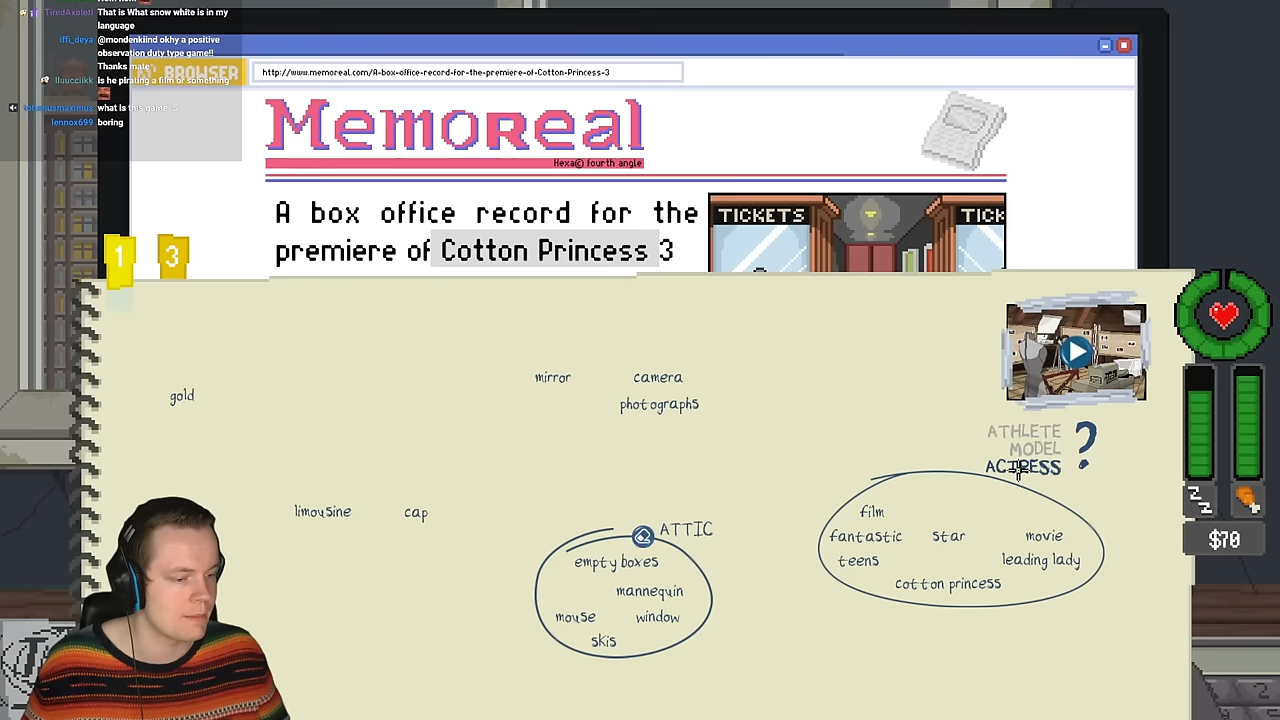 TiredAxolotl That is What snow white is in my
language
iffi_deya @mondenkiind okhy a positive
observation duty type game!!
Thanks mate
lluucciikk is he pirating a film or something
what is this game :S
lennox699 boring
BROWSER
http://www.memoreal.com/A-box-office-record-for-the-premiere-of-Cotton-Princess-3
Memoreal
Hexa© fourth angle
A box office record for the
premiere of Cotton Princess 3
TICKETS
TICK
1
3
gold
mirror
camera
photographs
ATHLETE
MODEL
ACTRESS
?
limousine
cap
ATTIC
empty boxes
mannequin
mouse
window
skis
film
fantastic
star
movie
teens
leading lady
cotton princess
$70